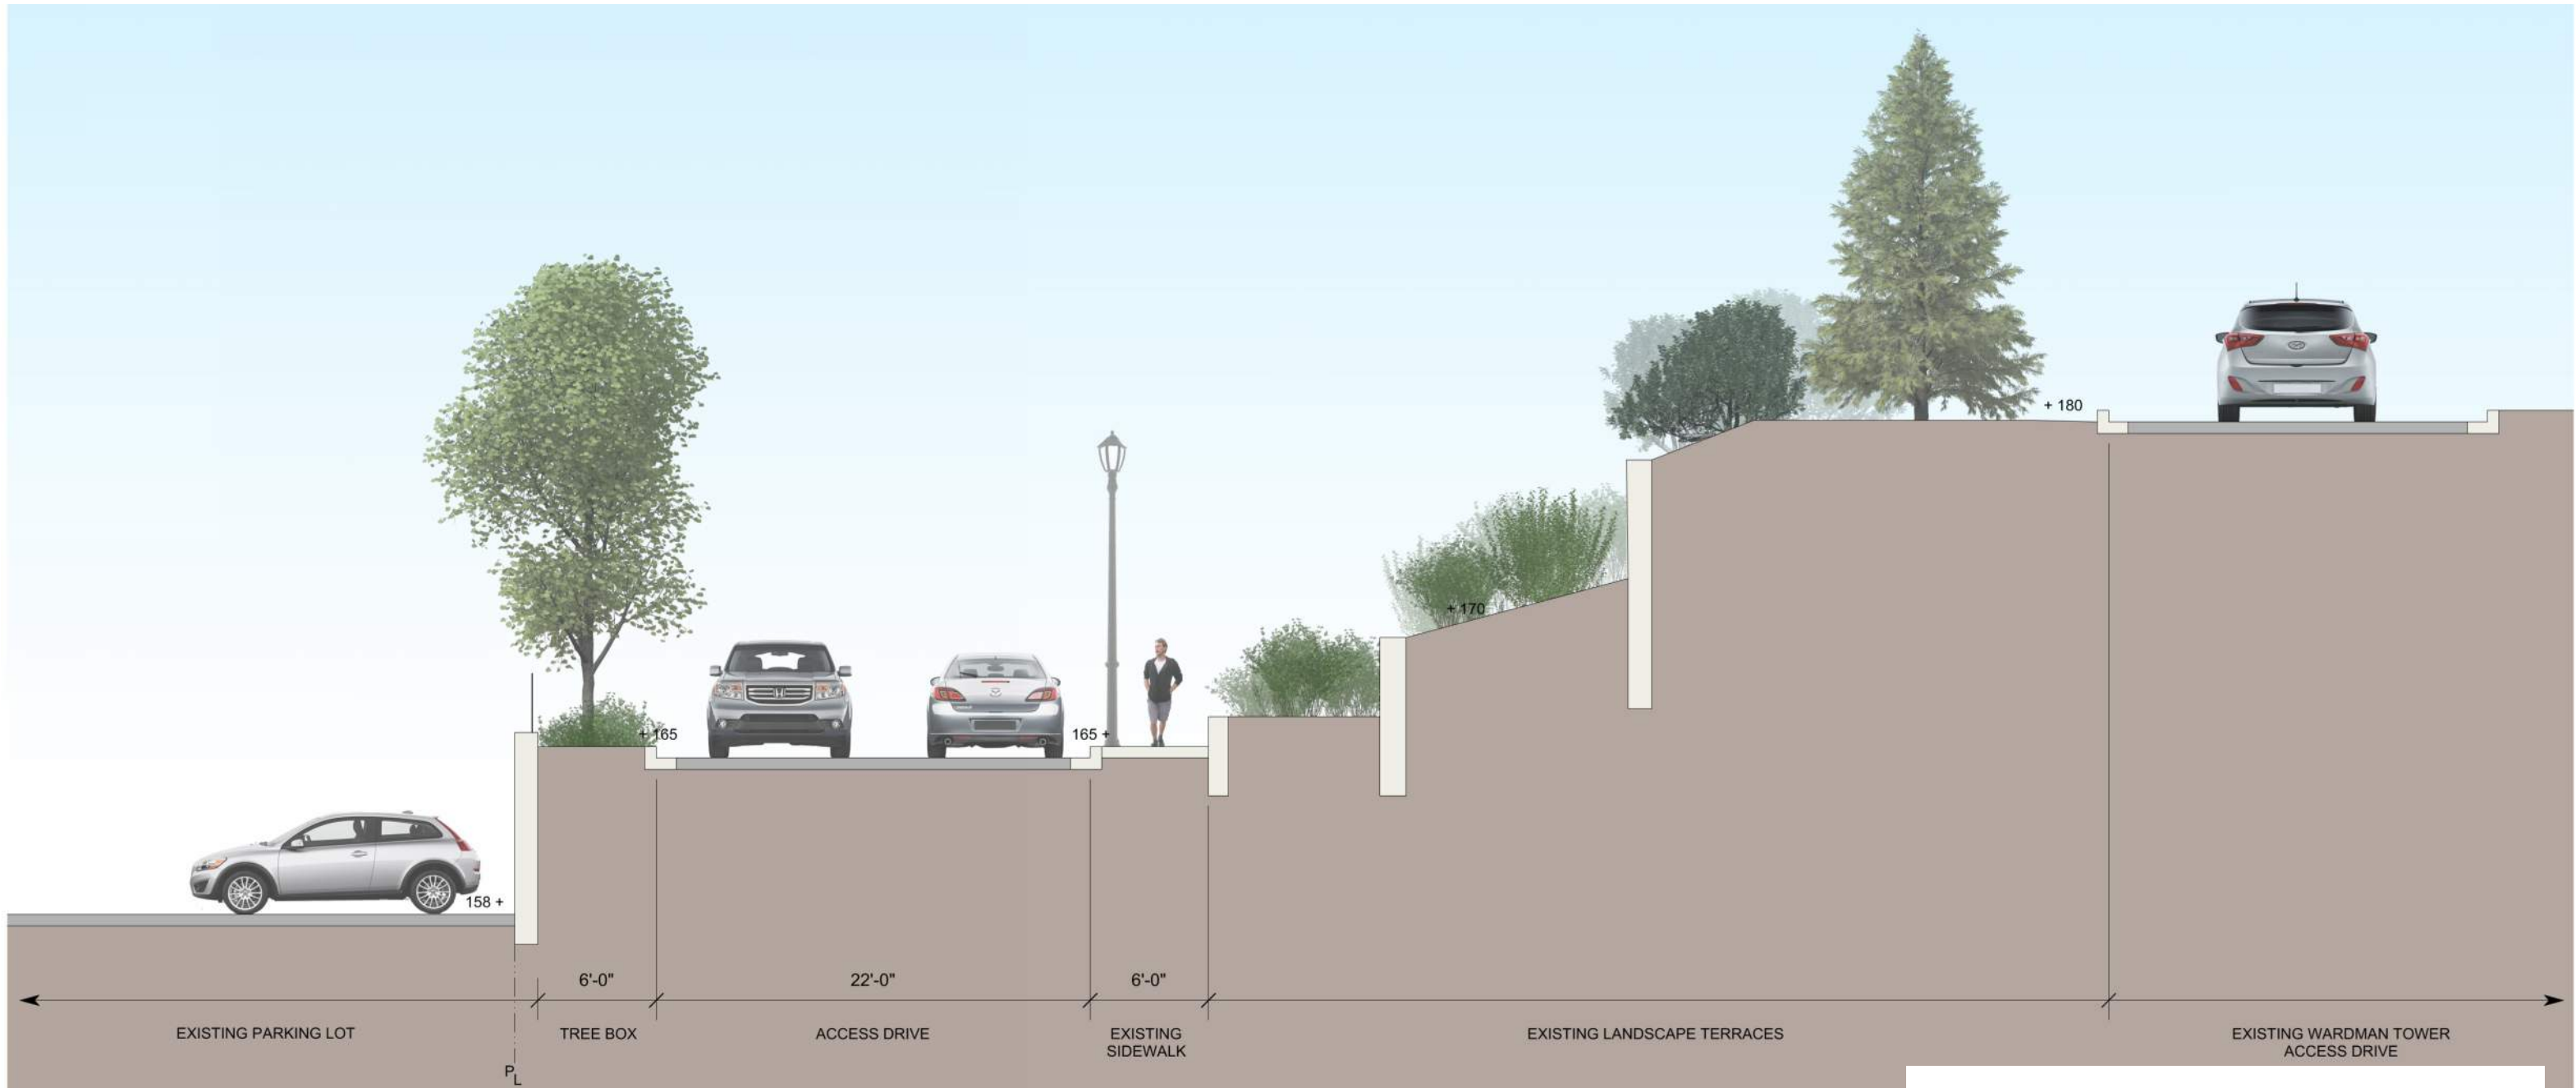 + 180
+ 170
+ 165
165 +
158 +
6'-0"
22'-0"
6'-0"
EXISTING PARKING LOT
TREE BOX
ACCESS DRIVE
EXISTING
SIDEWALK
EXISTING LANDSCAPE TERRACES
EXISTING WARDMAN TOWER
ACCESS DRIVE
PL